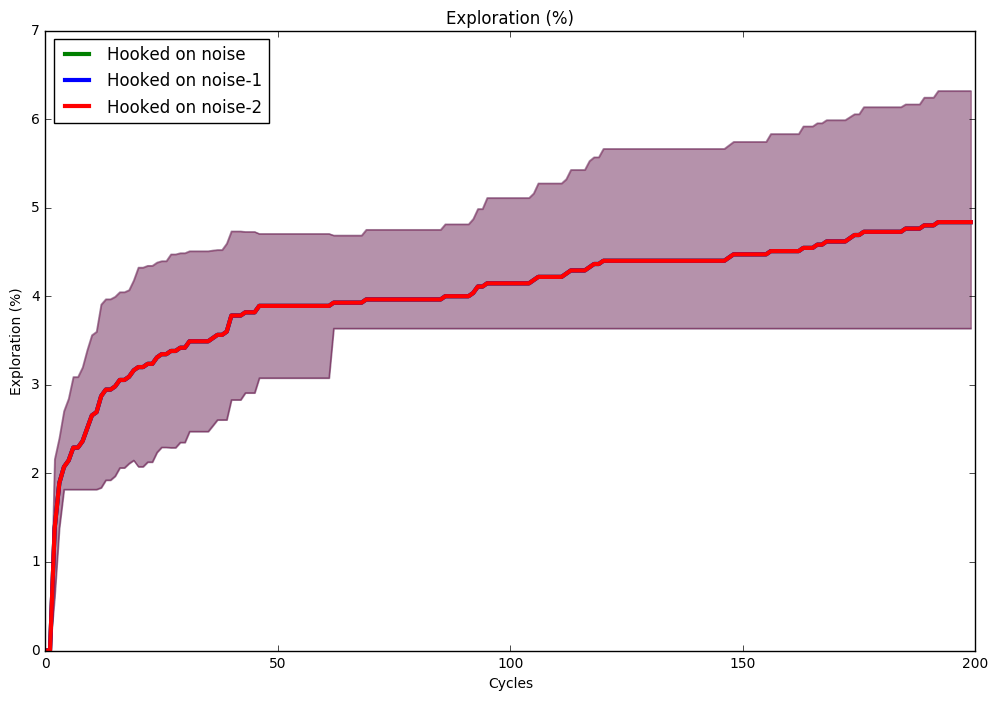 Exploration (%)
7
Hooked on noise
Hooked on noise-1
Hooked on noise-2
6
5
4
Exploration (%)
3
2
1
0
0 50 100 150 200
Cycles